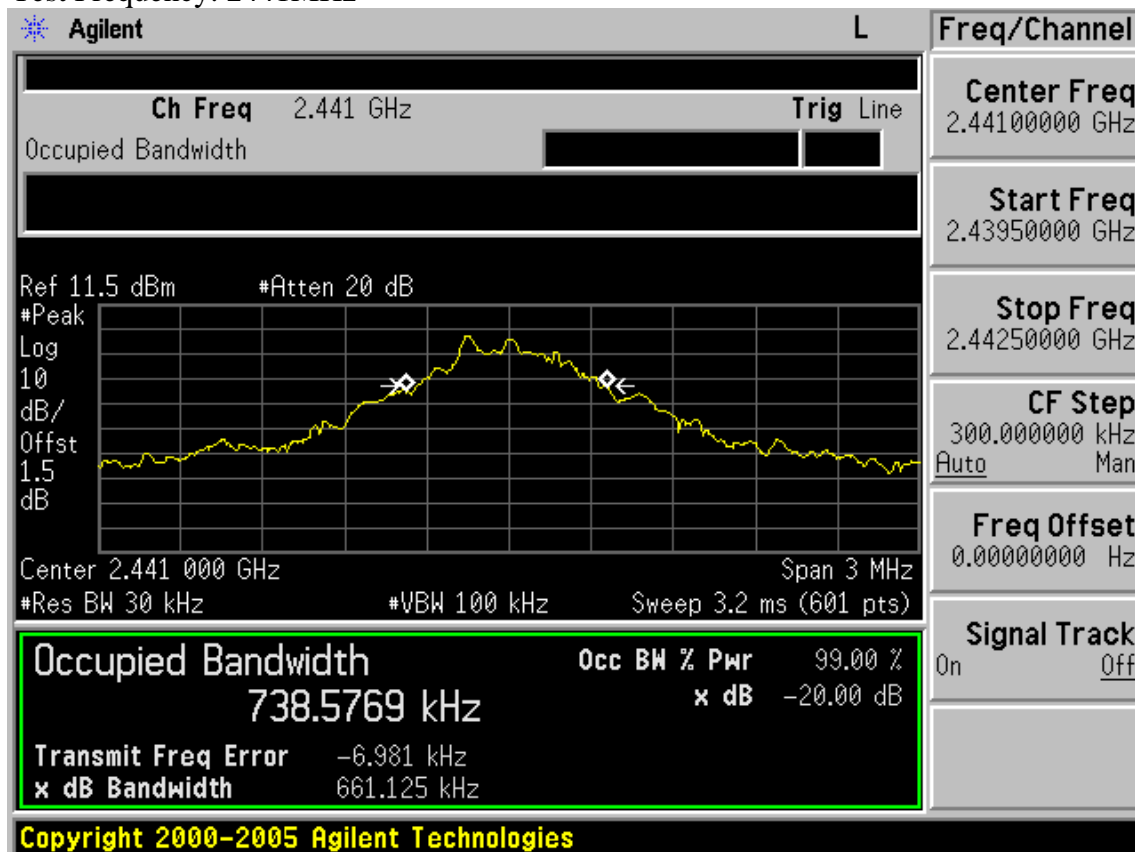 Agilent L Freq/Channel
Ch Freq 2.441 GHz Trig Line
Occupied Bandwidth
Center Freq
2.44100000 GHz
Start Freq
2.43950000 GHz
Stop Freq
2.44250000 GHz
CF Step
300.000000 kHz
Auto Man
Freq Offset
0.00000000 Hz
Signal Track
On Off
Ref 11.5 dBm #Atten 20 dB
#Peak
Log
10
dB/
Offst
1.5
dB
Center 2.441 000 GHz Span 3 MHz
#Res BW 30 kHz #VBW 100 kHz Sweep 3.2 ms (601 pts)
Occupied Bandwidth Occ BW % Pwr 99.00 %
738.5769 kHz x dB -20.00 dB
Transmit Freq Error -6.981 kHz
x dB Bandwidth 661.125 kHz
Copyright 2000-2005 Agilent Technologies